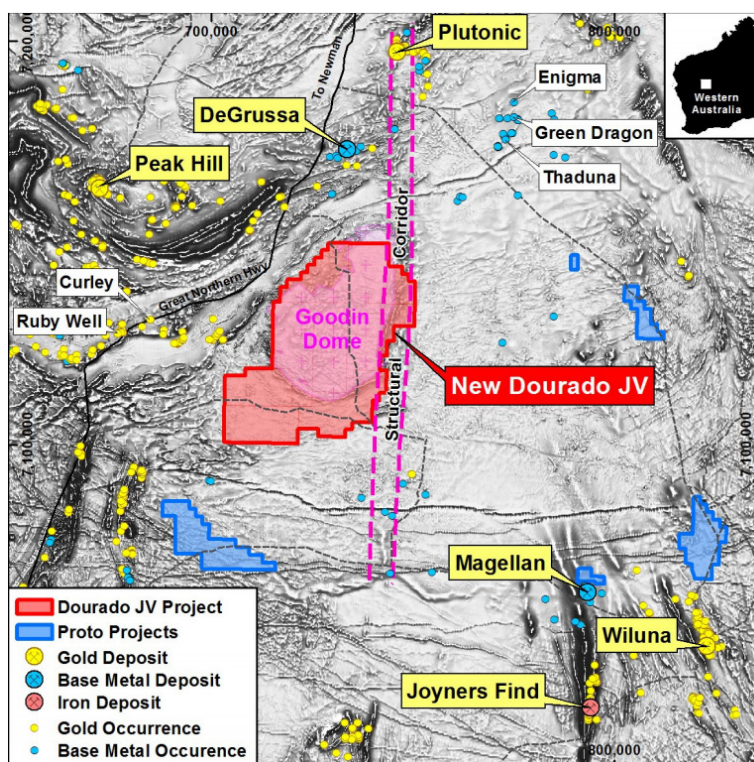 700,000
800,000
7,200,000
Plutonic
To Newman
Enigma
DeGrussa
Green Dragon
Western
Australia
Peak Hill
Thaduna
Corridor
Curley
Great Northern Hwy
Ruby Well
Goodin
Dome
New Dourado JV
Structural
7,100,000
7,100,000
Magellan
Dourado JV Project
Proto Projects
Gold Deposit
Wiluna
Base Metal Deposit
Joyners Find
Iron Deposit
Gold Occurrence
Base Metal Occurence
800,000